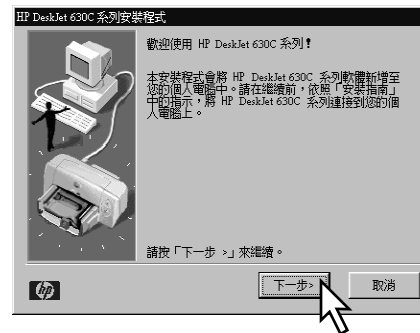 HP DeskJet 630C 系列安裝程式
歡迎使用 HP DeskJet 630C 系列！
本安裝程式會將 HP DeskJet 630C 系列軟體新增至
您的個人電腦中。請在繼續前，依照「安裝指南」
中的指示，將 HP DeskJet 630C 系列連接到您的個
人電腦上。
請按「下一步 >」來繼續。
hp
下一步>
取消